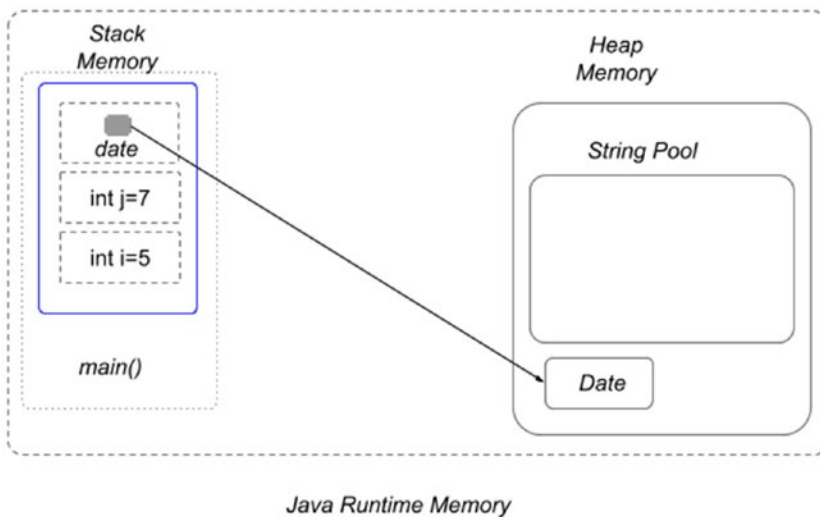 Stack
Memory
date
int j=7
int i=5
main()
Heap
Memory
String Pool
Date
Java Runtime Memory